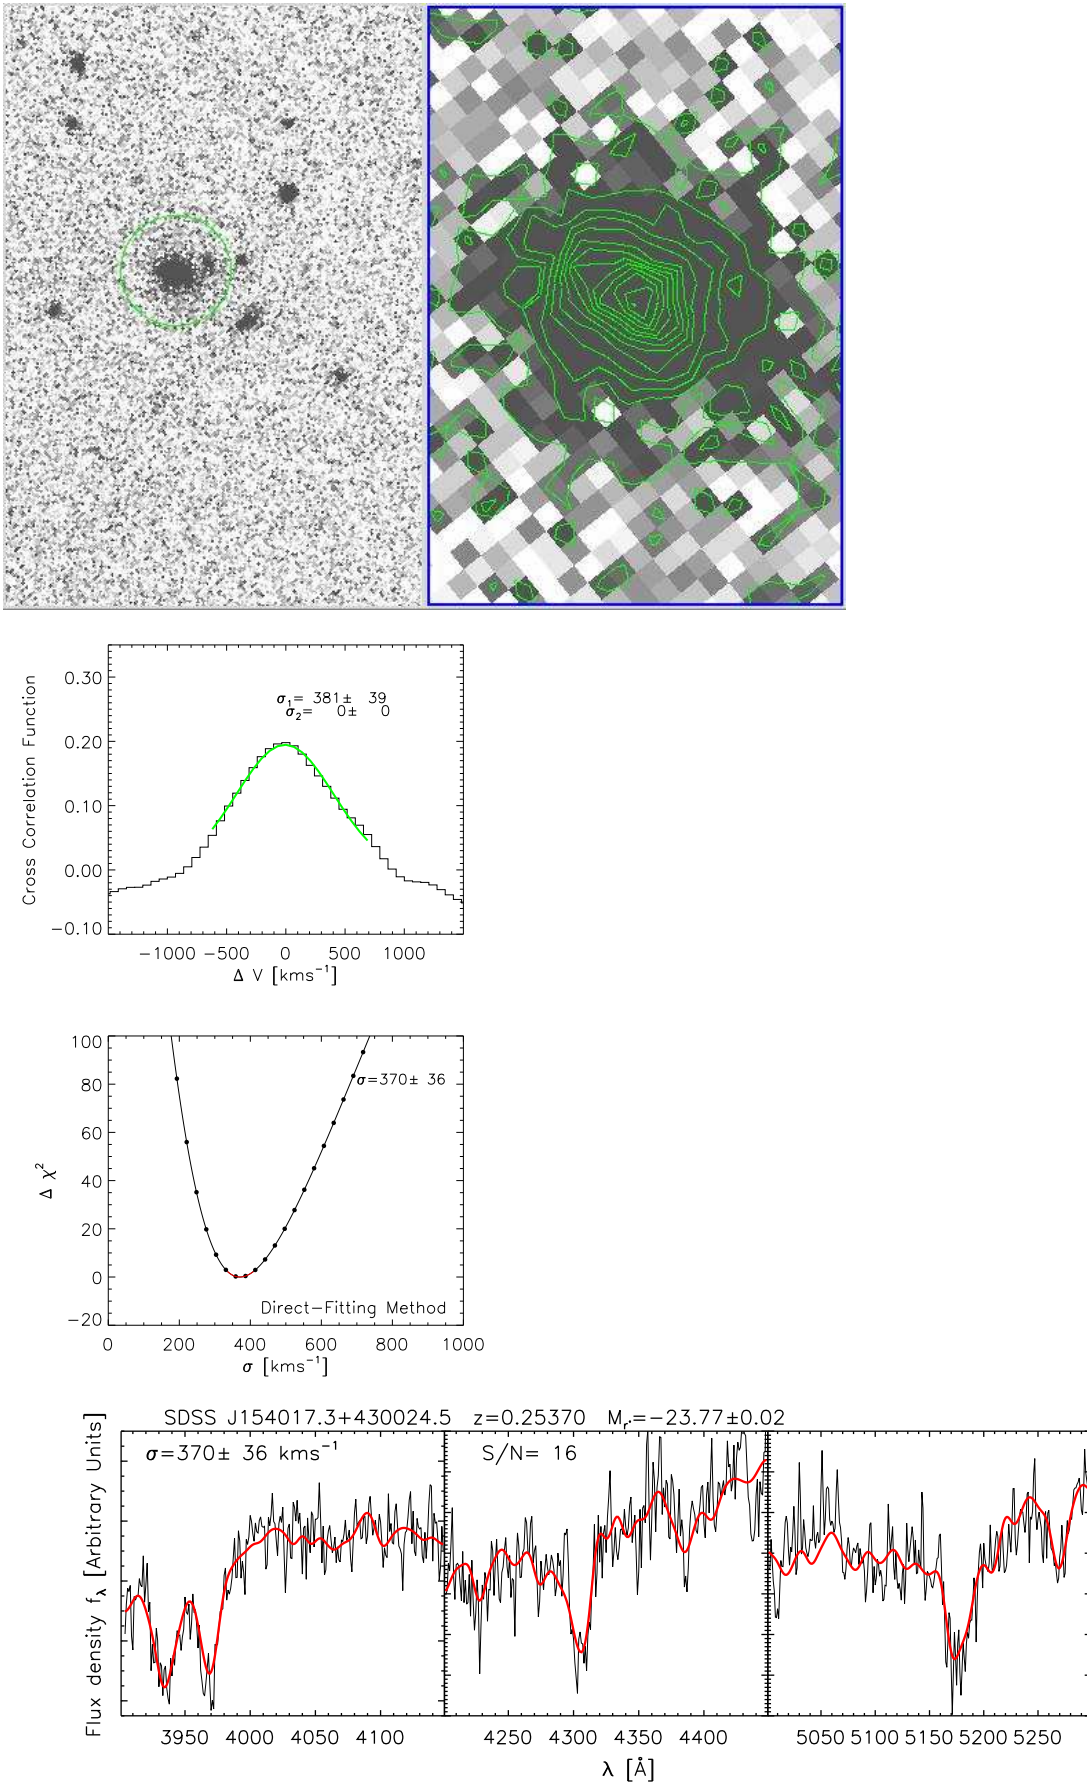 0.30
0.20
0.10
0.00
−0.10
Cross Correlation Function
σ₁= 381± 39
σ₂= 0± 0
−1000 −500 0 500 1000
Δ V [kms⁻¹]
100
80
60
40
20
0
−20
Δ χ²
σ=370± 36
Direct−Fitting Method
0 200 400 600 800 1000
σ [kms⁻¹]
SDSS J154017.3+430024.5 z=0.25370 M_r'=−23.77±0.02
σ=370± 36 kms⁻¹ S/N= 16
Flux density f_λ [Arbitrary Units]
3950 4000 4050 4100 4250 4300 4350 4400 5050 5100 5150 5200 5250
λ [Å]